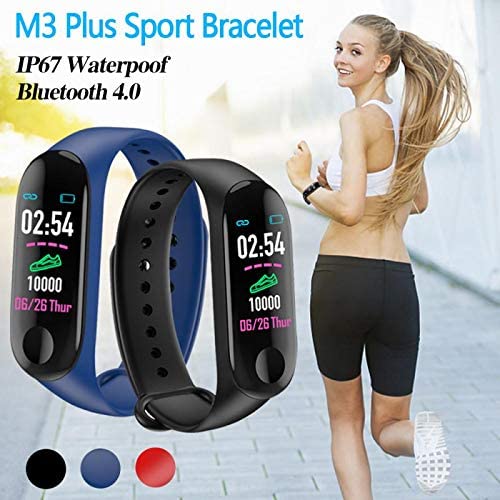 M3 Plus Sport Bracelet
IP67 Waterpoof
Bluetooth 4.0
02:54
10000
06/26 Thur
02:54
10000
06/26 Thur